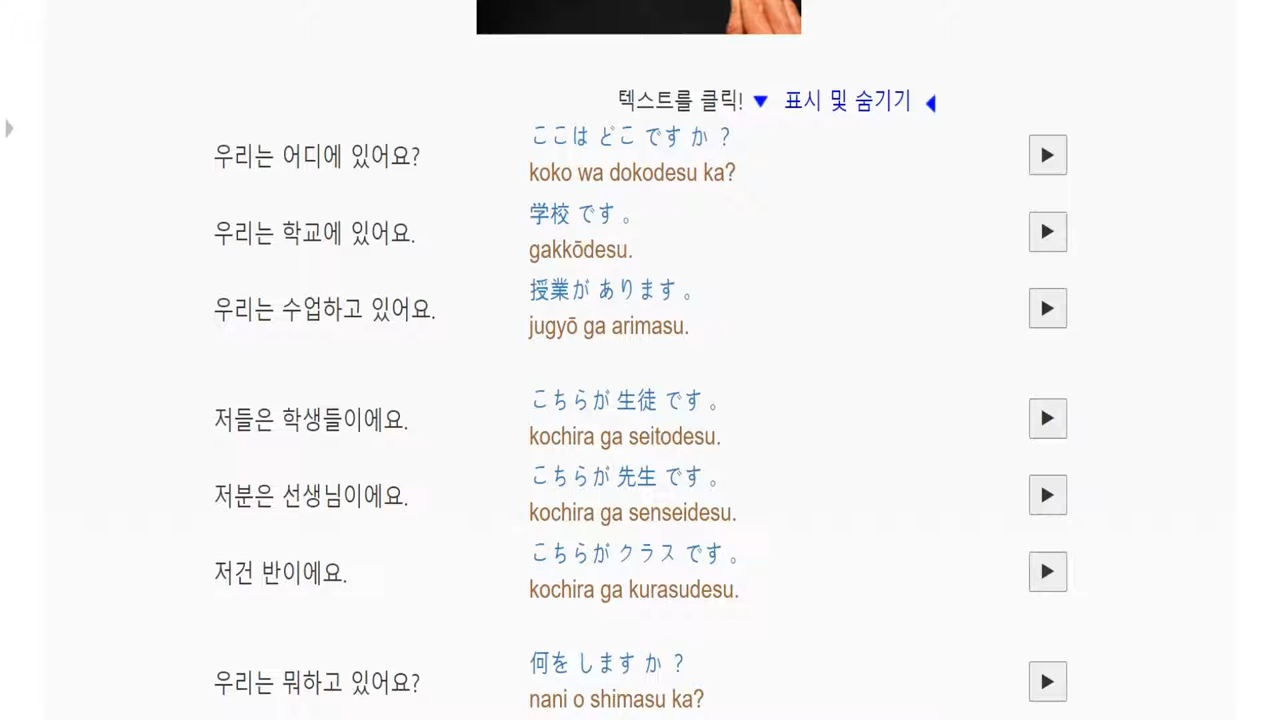 텍스트를 클릭! ▼ 표시 및 숨기기 ◀
우리는 어디에 있어요?
ここは どこ です か ?
koko wa dokodesu ka?
우리는 학교에 있어요.
学校 です 。
gakkōdesu.
우리는 수업하고 있어요.
授業が あります 。
jugyō ga arimasu.
저들은 학생들이에요.
こちらが 生徒 です 。
kochira ga seitodesu.
저분은 선생님이에요.
こちらが 先生 です 。
kochira ga senseidesu.
저건 반이에요.
こちらが クラス です 。
kochira ga kurasudesu.
우리는 뭐하고 있어요?
何を します か ?
nani o shimasu ka?